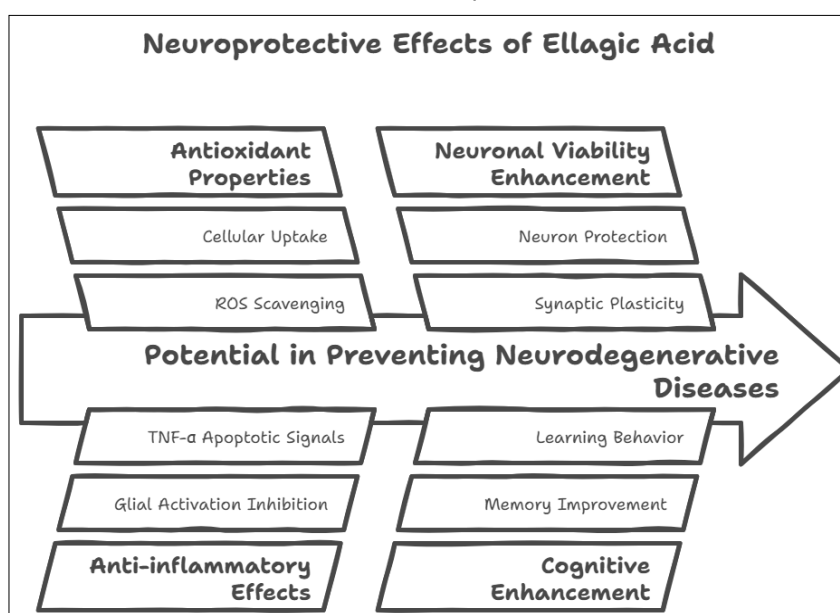 Neuroprotective Effects of Ellagic Acid
Antioxidant
Properties
Neuronal Viability
Enhancement
Cellular Uptake
Neuron Protection
ROS Scavenging
Synaptic Plasticity
Potential in Preventing Neurodegenerative
Diseases
TNF-α Apoptotic Signals
Learning Behavior
Glial Activation Inhibition
Memory Improvement
Anti-inflammatory
Effects
Cognitive
Enhancement